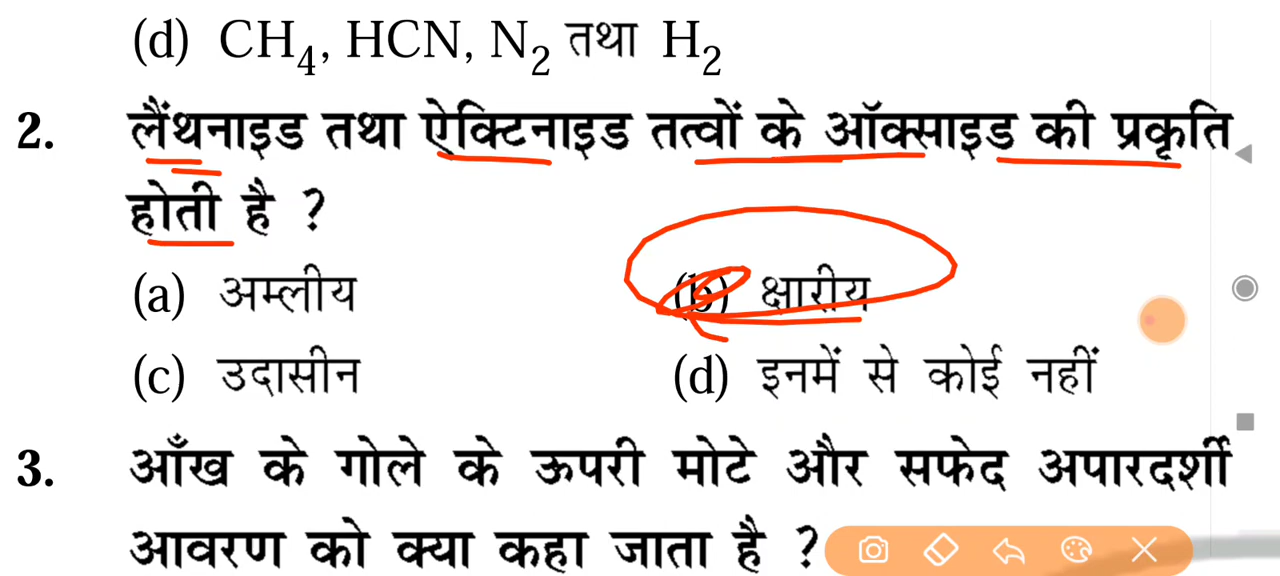 (d) CH₄, HCN, N₂ तथा H₂
2. लैंथनाइड तथा ऐक्टिनाइड तत्वों के ऑक्साइड की प्रकृति
होती है ?
(a) अम्लीय (b) क्षारीय
(c) उदासीन (d) इनमें से कोई नहीं
3. आँख के गोले के ऊपरी मोटे और सफेद अपारदर्शी
आवरण को क्या कहा जाता है ?